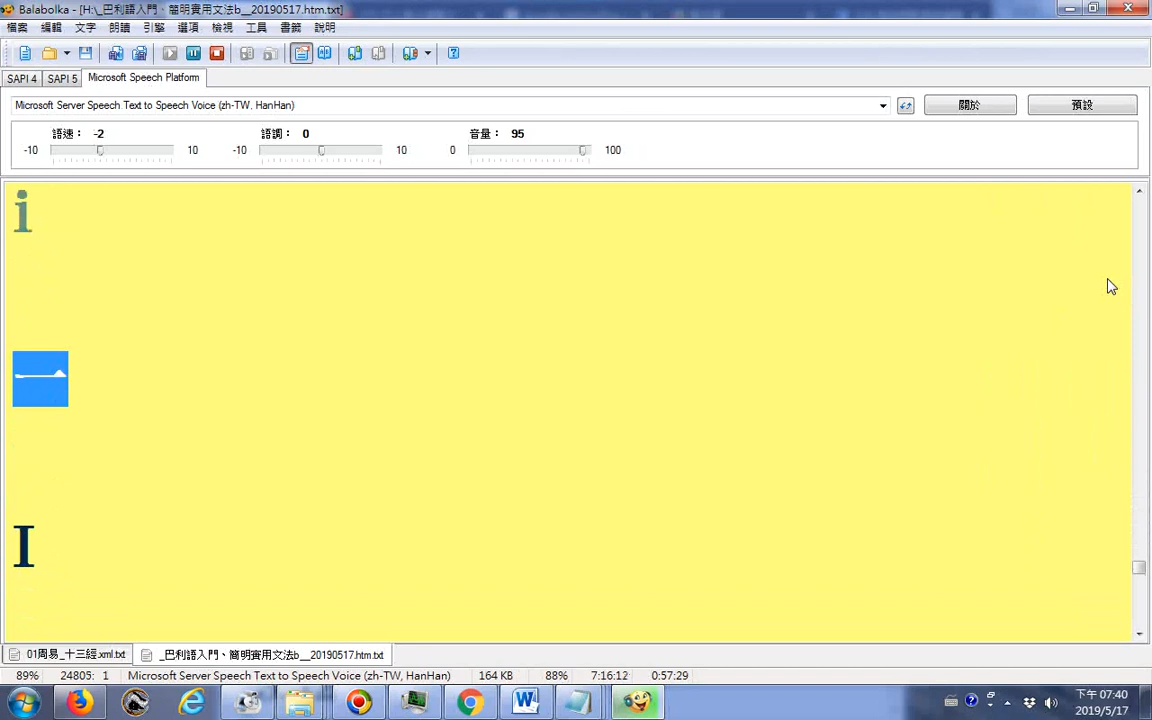 Balabolka - [H:\_巴利語入門、簡明實用文法b__20190517.htm.txt]
檔案 編輯 文字 朗讀 引擎 選項 檢視 工具 書籤 說明
SAPI 4 SAPI 5 Microsoft Speech Platform
Microsoft Server Speech Text to Speech Voice (zh-TW, HanHan) 關於 預設
語速： -2 語調： 0 音量： 95
-10 10 -10 10 0 100
i
一
I
01周易_十三經.xml.txt _巴利語入門、簡明實用文法b__20190517.htm.txt
89% 24805: 1 Microsoft Server Speech Text to Speech Voice (zh-TW, HanHan) 164 KB 88% 7:16:12 0:57:29
下午 07:40
2019/5/17